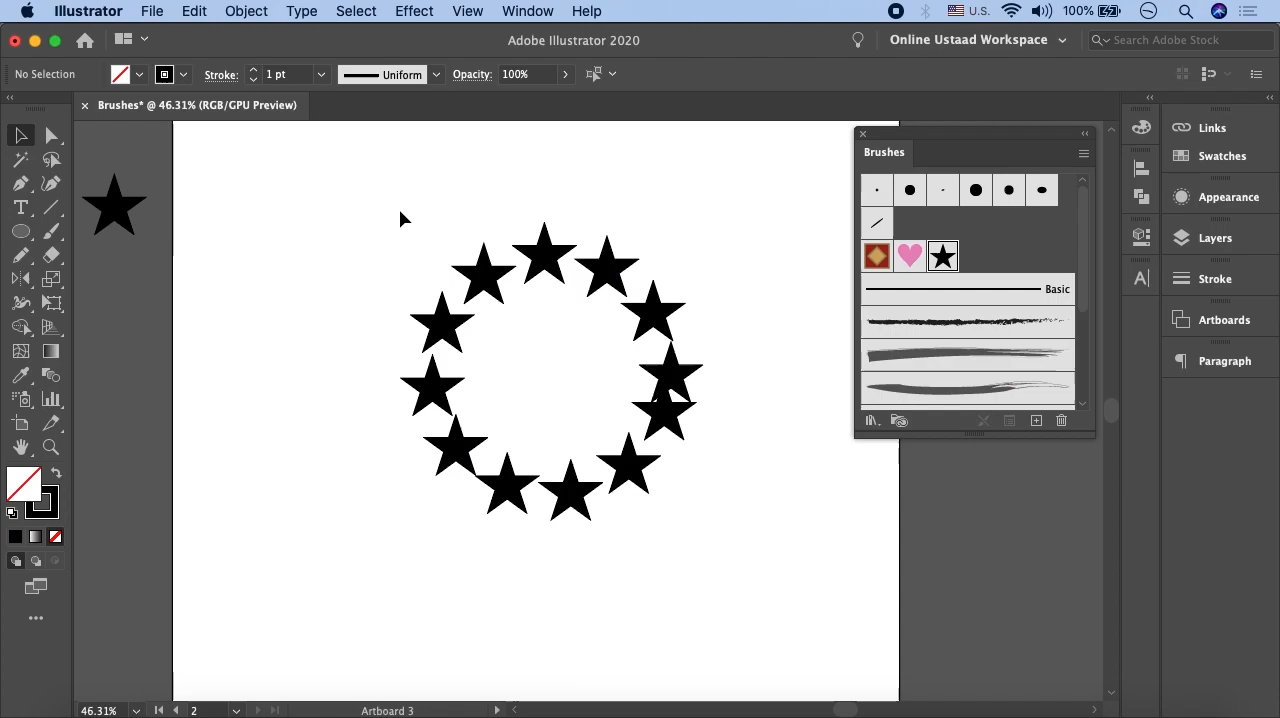 Illustrator File Edit Object Type Select Effect View Window Help U.S. 100%
Adobe Illustrator 2020 Online Ustaad Workspace Search Adobe Stock
No Selection Stroke: 1 pt Uniform Opacity: 100%
Brushes* @ 46.31% (RGB/GPU Preview)
Brushes
Basic
Links
Swatches
Appearance
Layers
Stroke
Artboards
Paragraph
46.31% 2 Artboard 3